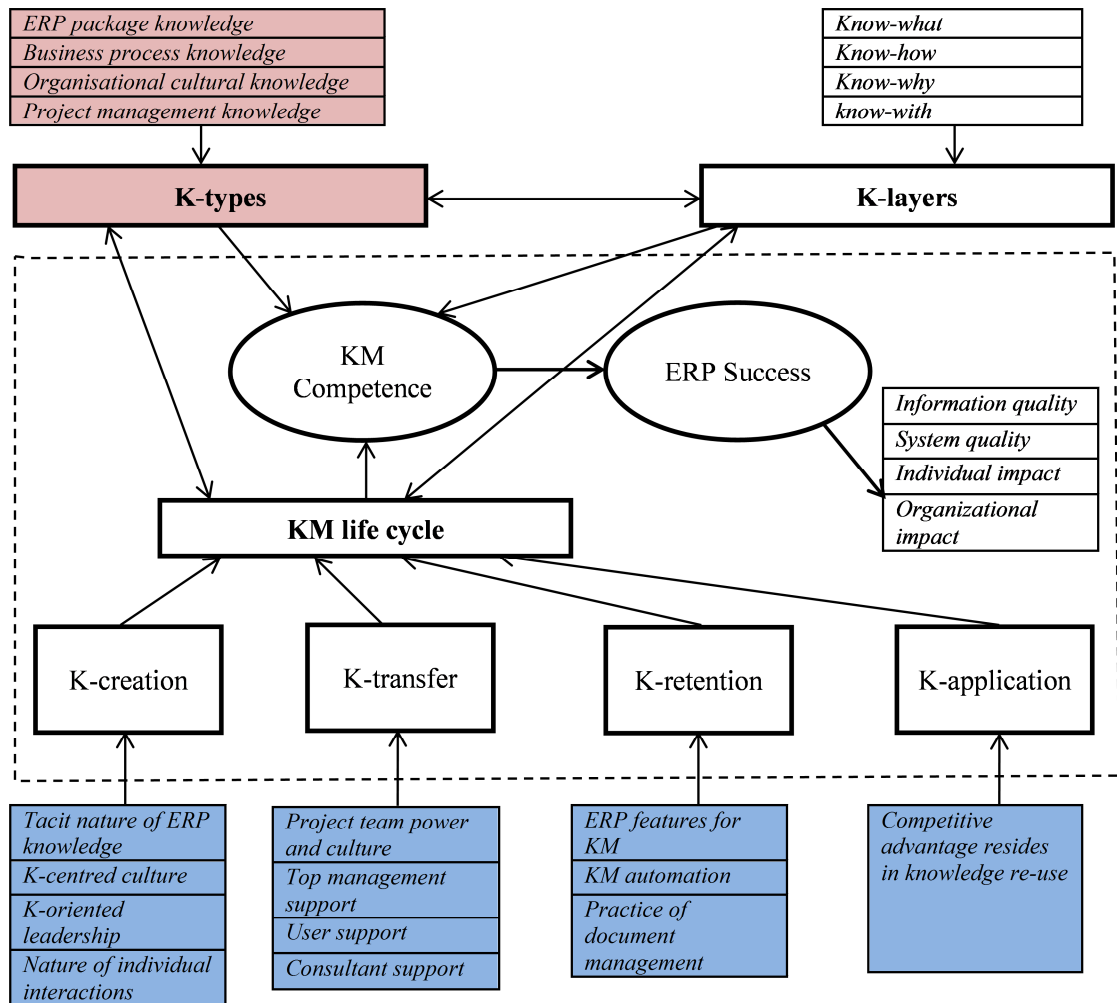 ERP package knowledge
Business process knowledge
Organisational cultural knowledge
Project management knowledge
Know-what
Know-how
Know-why
know-with
K-types
K-layers
KM
Competence
ERP Success
Information quality
System quality
Individual impact
Organizational
impact
KM life cycle
K-creation
K-transfer
K-retention
K-application
Tacit nature of ERP
knowledge
K-centred culture
K-oriented
leadership
Nature of individual
interactions
Project team power
and culture
Top management
support
User support
Consultant support
ERP features for
KM
KM automation
Practice of
document
management
Competitive
advantage resides
in knowledge re-use